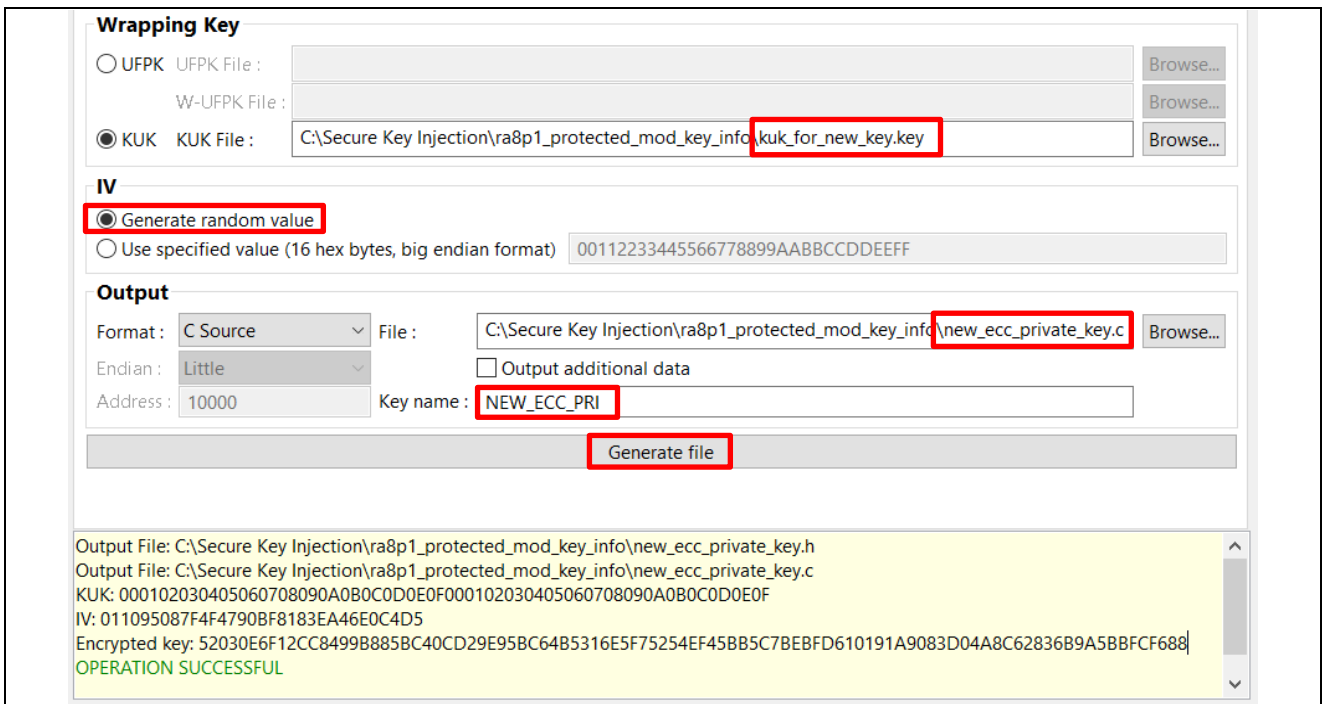 Wrapping Key
UFPK UFPK File : Browse...
W-UFPK File : Browse...
KUK KUK File : C:\Secure Key Injection\ra8p1_protected_mod_key_info\kuk_for_new_key.key Browse...
IV
Generate random value
Use specified value (16 hex bytes, big endian format) 00112233445566778899AABBCCDDEEFF
Output
Format : C Source File : C:\Secure Key Injection\ra8p1_protected_mod_key_info\new_ecc_private_key.c Browse...
Endian : Little Output additional data
Address : 10000 Key name : NEW_ECC_PRI
Generate file
Output File: C:\Secure Key Injection\ra8p1_protected_mod_key_info\new_ecc_private_key.h
Output File: C:\Secure Key Injection\ra8p1_protected_mod_key_info\new_ecc_private_key.c
KUK: 000102030405060708090A0B0C0D0E0F000102030405060708090A0B0C0D0E0F
IV: 011095087F4F4790BF8183EA46E0C4D5
Encrypted key: 52030E6F12CC8499B885BC40CD29E95BC64B5316E5F75254EF45BB5C7BEBFD610191A9083D04A8C62836B9A5BBFCF688
OPERATION SUCCESSFUL